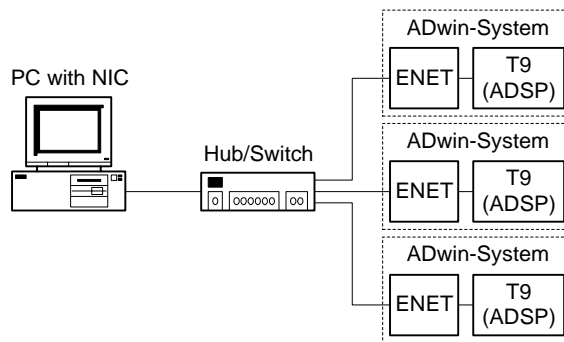 ADwin-System
ENET
T9
(ADSP)
PC with NIC
Hub/Switch
ADwin-System
ENET
T9
(ADSP)
ADwin-System
ENET
T9
(ADSP)